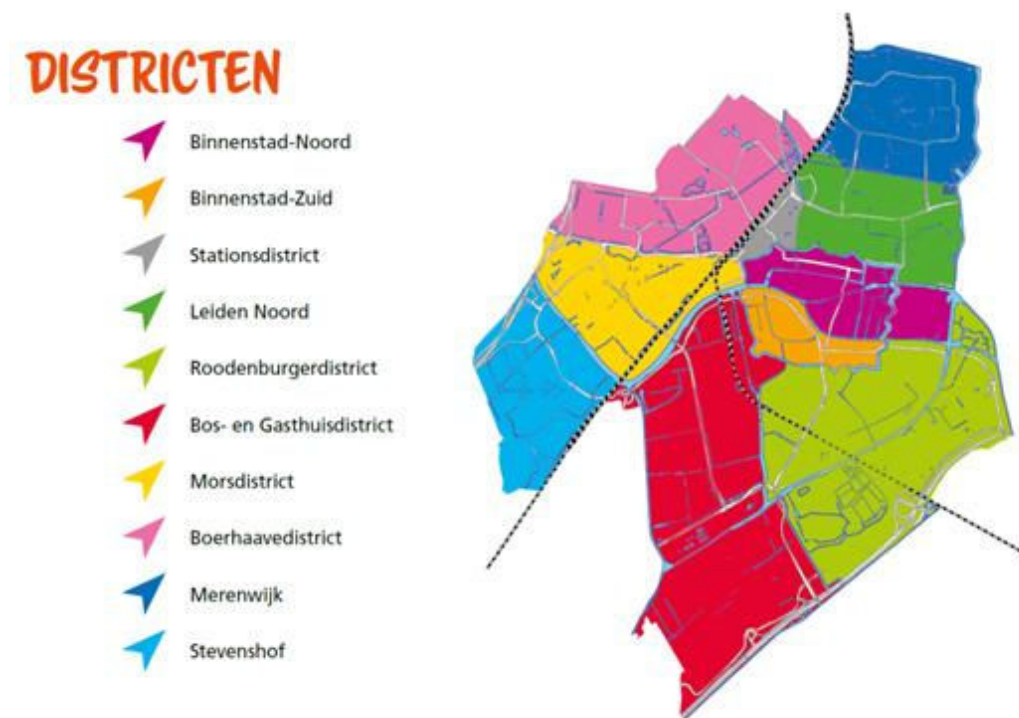 DISTRICTEN
Binnenstad-Noord
Binnenstad-Zuid
Stationsdistrict
Leiden Noord
Roodenburgerdistrict
Bos- en Gasthuisdistrict
Morsdistrict
Boerhaavedistrict
Merenwijk
Stevenshof